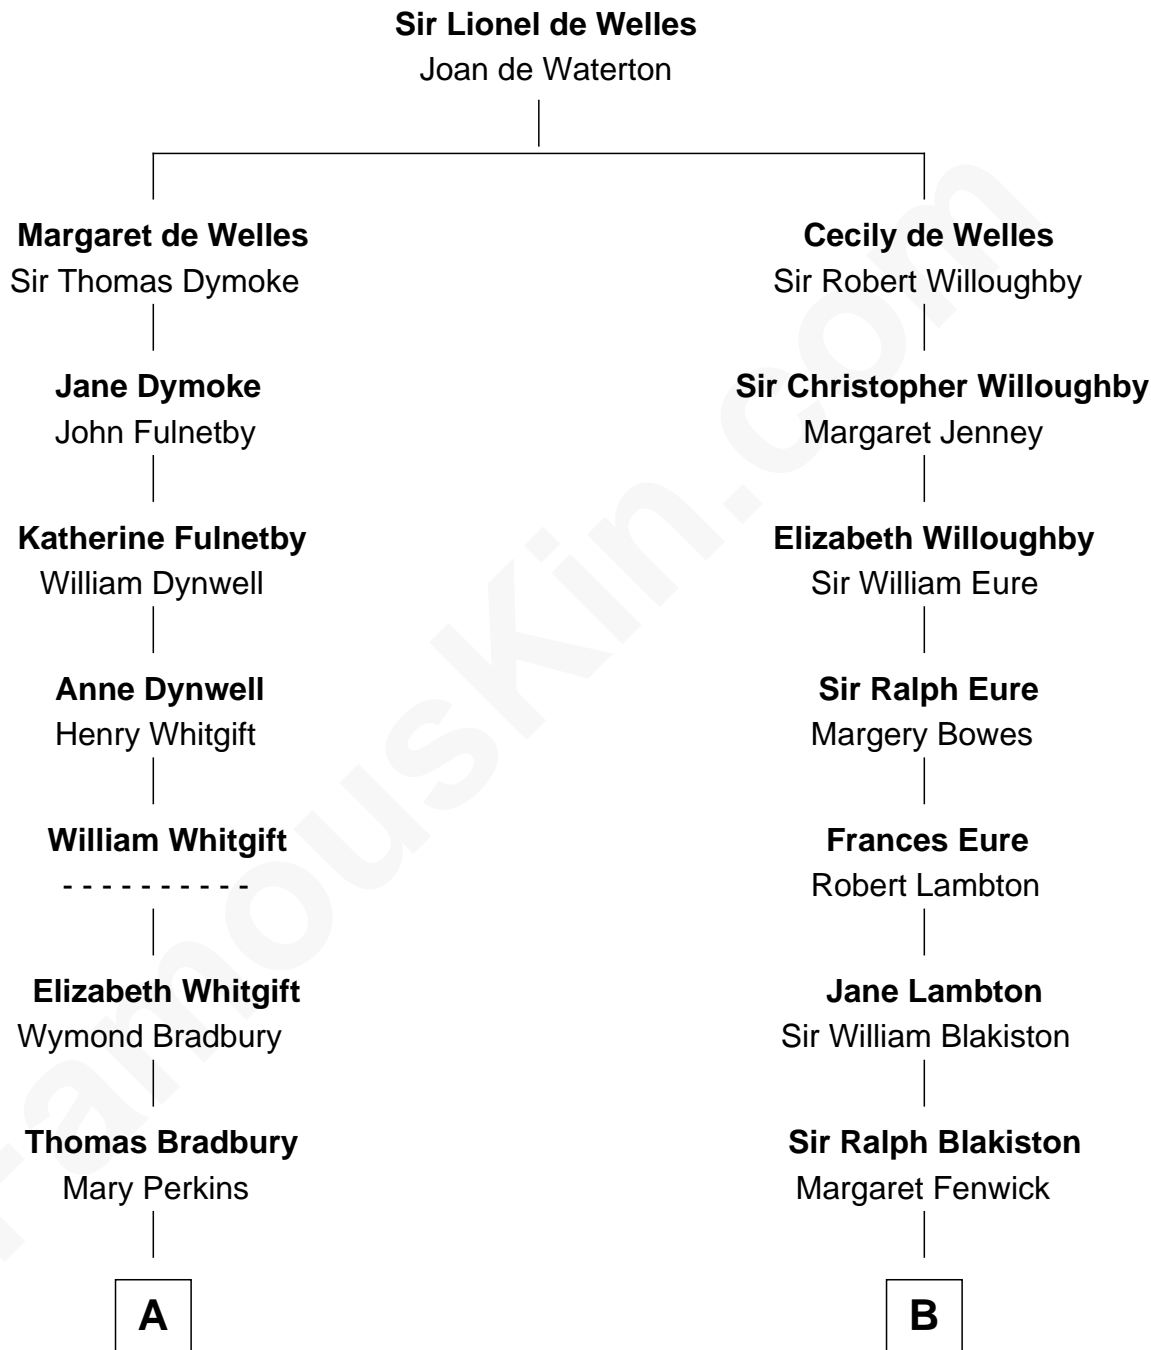 Sir Lionel de Welles
Joan de Waterton
Margaret de Welles
Sir Thomas Dymoke
Cecily de Welles
Sir Robert Willoughby
Jane Dymoke
John Fulnetby
Sir Christopher Willoughby
Margaret Jenney
Katherine Fulnetby
William Dynwell
Elizabeth Willoughby
Sir William Eure
Anne Dynwell
Henry Whitgift
Sir Ralph Eure
Margery Bowes
William Whitgift
- - - - - - - - - -
Frances Eure
Robert Lambton
Elizabeth Whitgift
Wymond Bradbury
Jane Lambton
Sir William Blakiston
Thomas Bradbury
Mary Perkins
Sir Ralph Blakiston
Margaret Fenwick
A
B
FamousKin.com